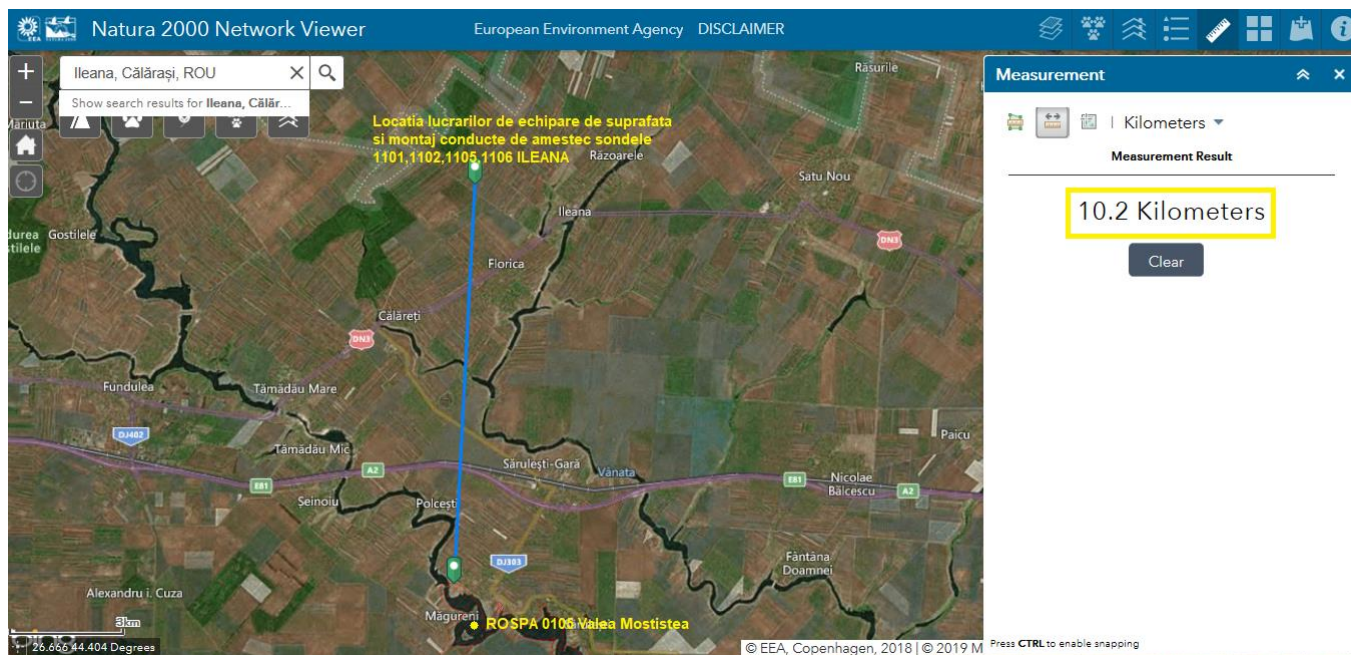 Natura 2000 Network Viewer
European Environment Agency DISCLAIMER
Ileana, Călărași, ROU
Show search results for Ileana, Călăr...
Măriuta
Locatia lucrarilor de echipare de suprafata
si montaj conducte de amestec sondele
1101,1102,1105,1106 ILEANA
Răsurile
Răzoarele
Satu Nou
Ileana
Gostilele
DN3
Florica
Călăreți
DN3
Fundulea
Tămădău Mare
DJ402
Tămădău Mic
A2
Sărulești-Gară
Vânata
Paicu
E81
Seinoiu
Polcești
E81
Nicolae
Bălcescu
A2
DJ303
Fântâna
Doamnei
Alexandru i. Cuza
Măgureni
ROSPA 0105 Valea Mostistea
3km
26.666 44.404 Degrees
© EEA, Copenhagen, 2018 | © 2019 M
Measurement
Kilometers
Measurement Result
10.2 Kilometers
Clear
Press CTRL to enable snapping